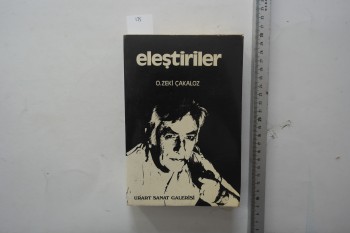 eleştiriler
O.ZEKİ ÇAKALOZ
URART SANAT GALERİSİ